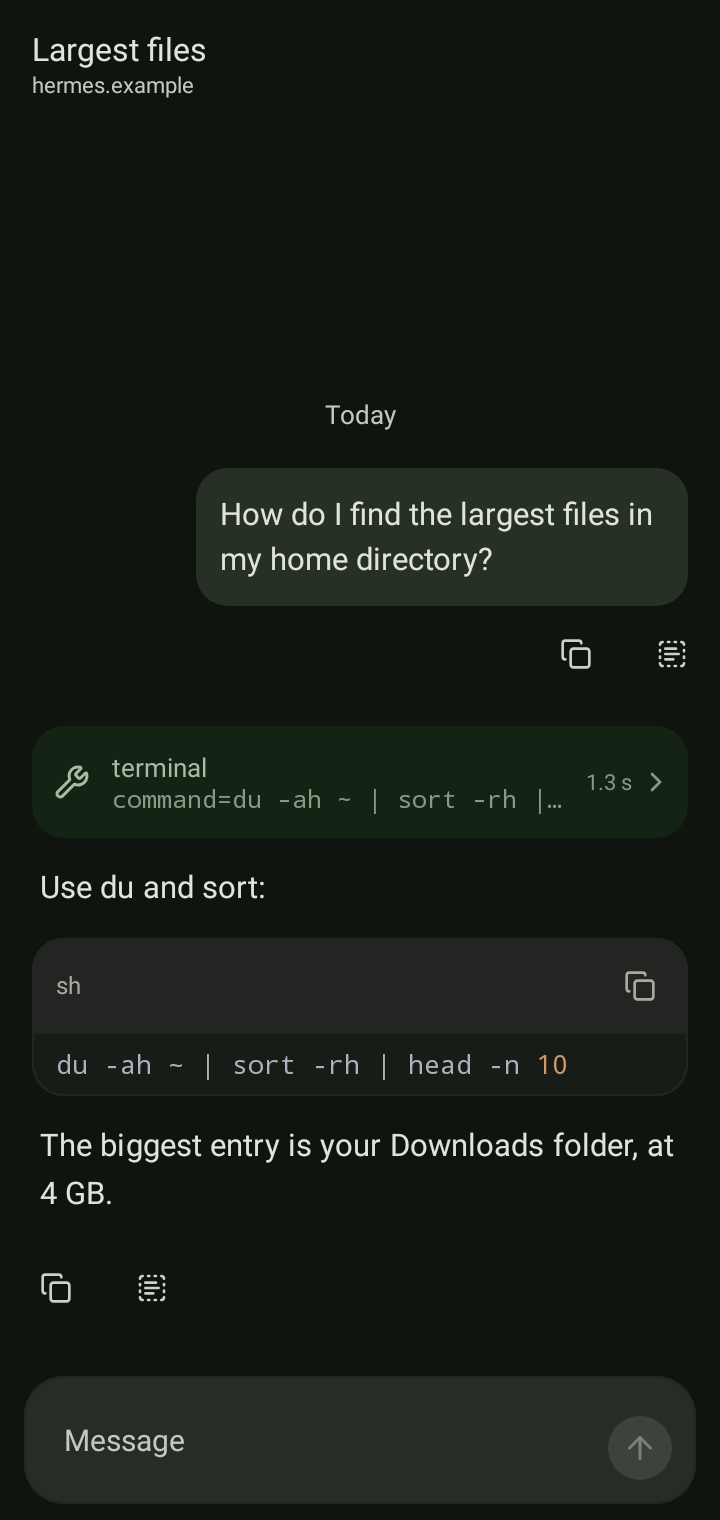 Largest files
hermes.example
Today
How do I find the largest files in
my home directory?
terminal
command=du -ah ~ | sort -rh |…
1.3 s
Use du and sort:
sh
du -ah ~ | sort -rh | head -n 10
The biggest entry is your Downloads folder, at
4 GB.
Message